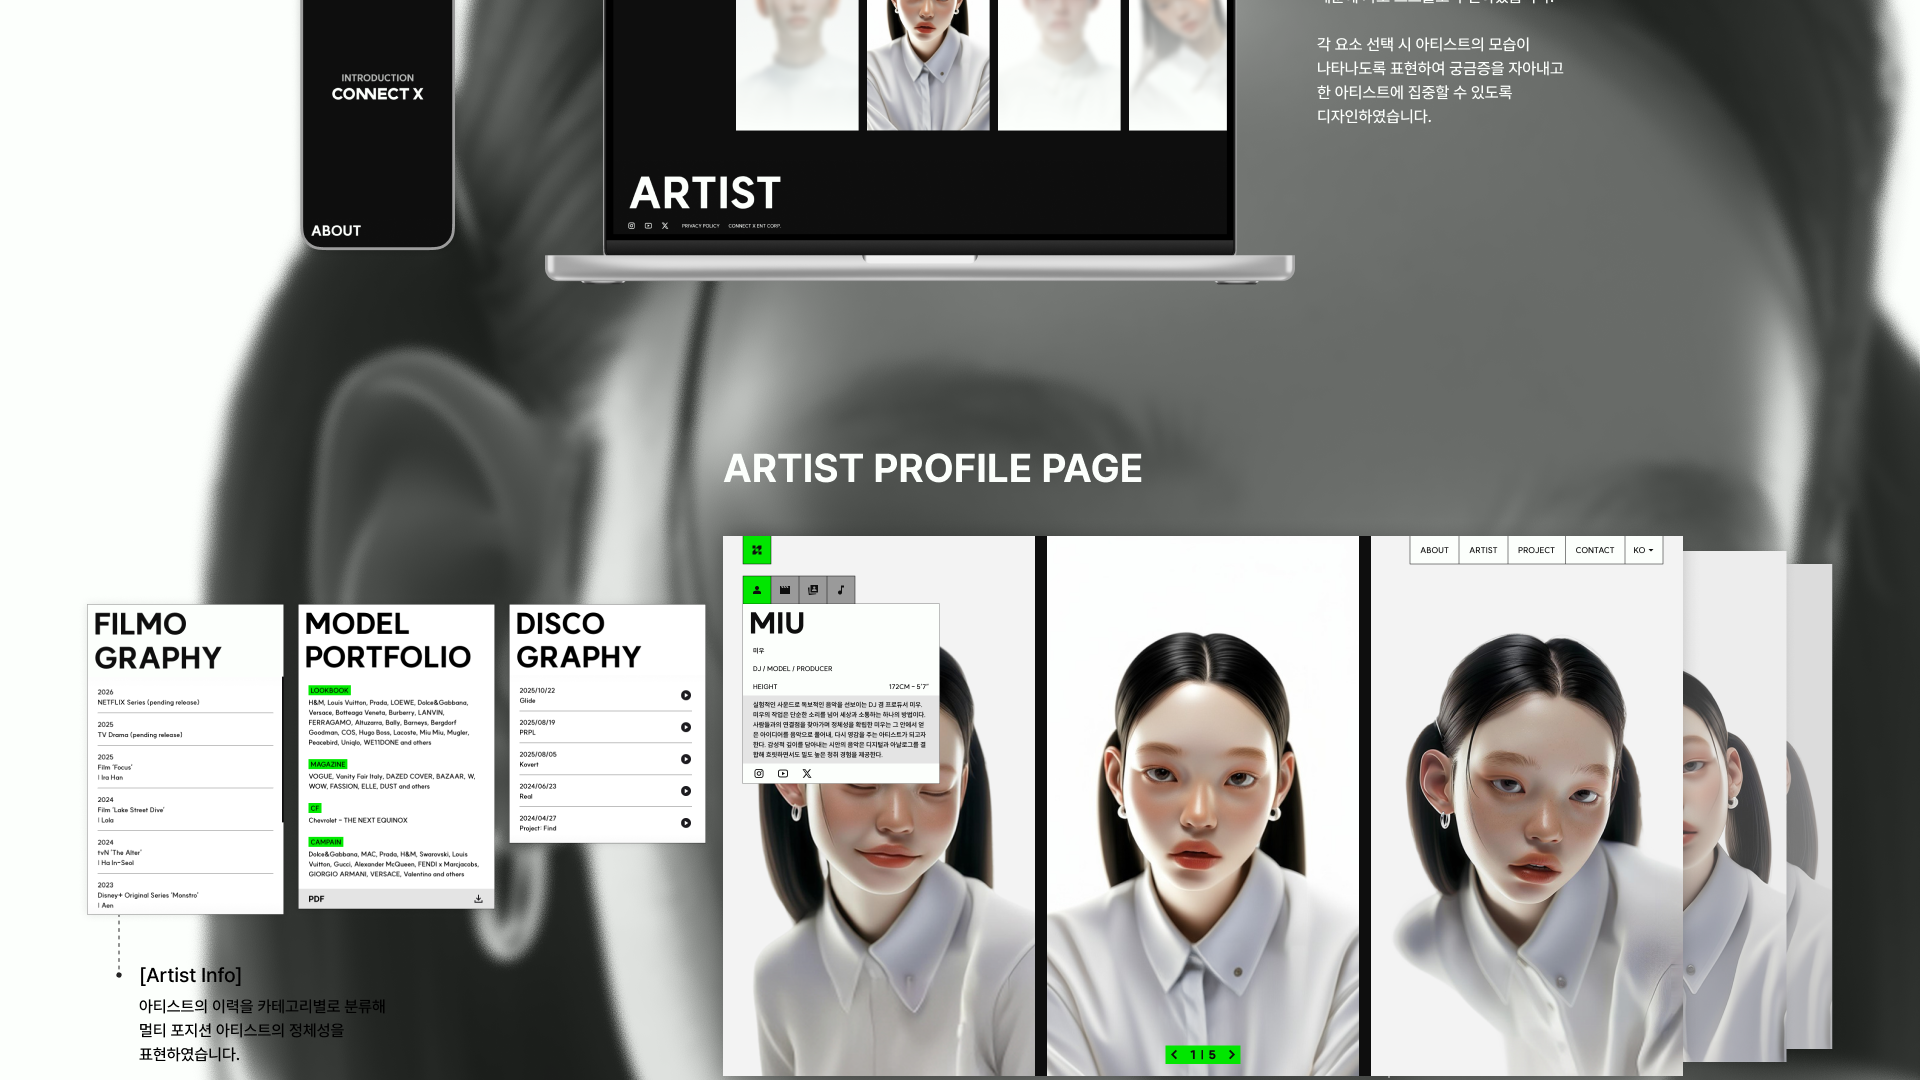 각 요소 선택 시 아티스트의 모습이
나타나도록 표현하여 궁금증을 자아내고
한 아티스트에 집중할 수 있도록
디자인하였습니다.
INTRODUCTION
CONNECT X
ABOUT
ARTIST
PRIVACY POLICY CONNECT X ENT CORP.
ARTIST PROFILE PAGE
FILMO
GRAPHY
2026
NETFLIX Series (pending release)
2025
TV Drama (pending release)
2025
Film 'Focus'
| Ira Han
2024
Film 'Lake Street Dive'
| Lola
2024
tvN 'The Alter'
| Ha In-Seol
2023
Disney+ Original Series 'Monstro'
| Aen
MODEL
PORTFOLIO
LOOKBOOK
H&M, Louis Vuitton, Prada, LOEWE, Dolce&Gabbana,
Versace, Botteaga Veneta, Burberry, LANVIN,
FERRAGAMO, Altuzarra, Bally, Barneys, Bergdorf
Goodman, COS, Hugo Boss, Lacoste, Miu Miu, Mugler,
Peacebird, Uniqlo, WE11DONE and others
MAGAZINE
VOGUE, Vanity Fair Italy, DAZED COVER, BAZAAR, W,
WOW, FASSION, ELLE, DUST and others
CF
Chevrolet - THE NEXT EQUINOX
CAMPAIN
Dolce&Gabbana, MAC, Prada, H&M, Swarovski, Louis
Vuitton, Gucci, Alexander McQueen, FENDI x Marcjacobs,
GIORGIO ARMANI, VERSACE, Valentino and others
PDF
DISCO
GRAPHY
2025/10/22
Glide
2025/08/19
PRPL
2025/08/05
Kovert
2024/06/23
Real
2024/04/27
Project: Find
ABOUT ARTIST PROJECT CONTACT KO
MIU
미우
DJ / MODEL / PRODUCER
HEIGHT 172CM - 5'7"
실험적인 사운드로 독보적인 음악을 선보이는 DJ 겸 프로듀서 미우.
미우의 작업은 단순한 소리를 넘어 세상과 소통하는 하나의 방법이다.
사람들과의 연결점을 찾아가며 정체성을 확립한 미우는 그 안에서 얻
은 아이디어를 음악으로 풀어내, 다시 영감을 주는 아티스트가 되고자
한다. 감성적 깊이를 담아내는 시안의 음악은 디지털과 아날로그를 결
합해 흐릿하면서도 밀도 높은 청취 경험을 제공한다.
1 | 5
[Artist Info]
아티스트의 이력을 카테고리별로 분류해
멀티 포지션 아티스트의 정체성을
표현하였습니다.